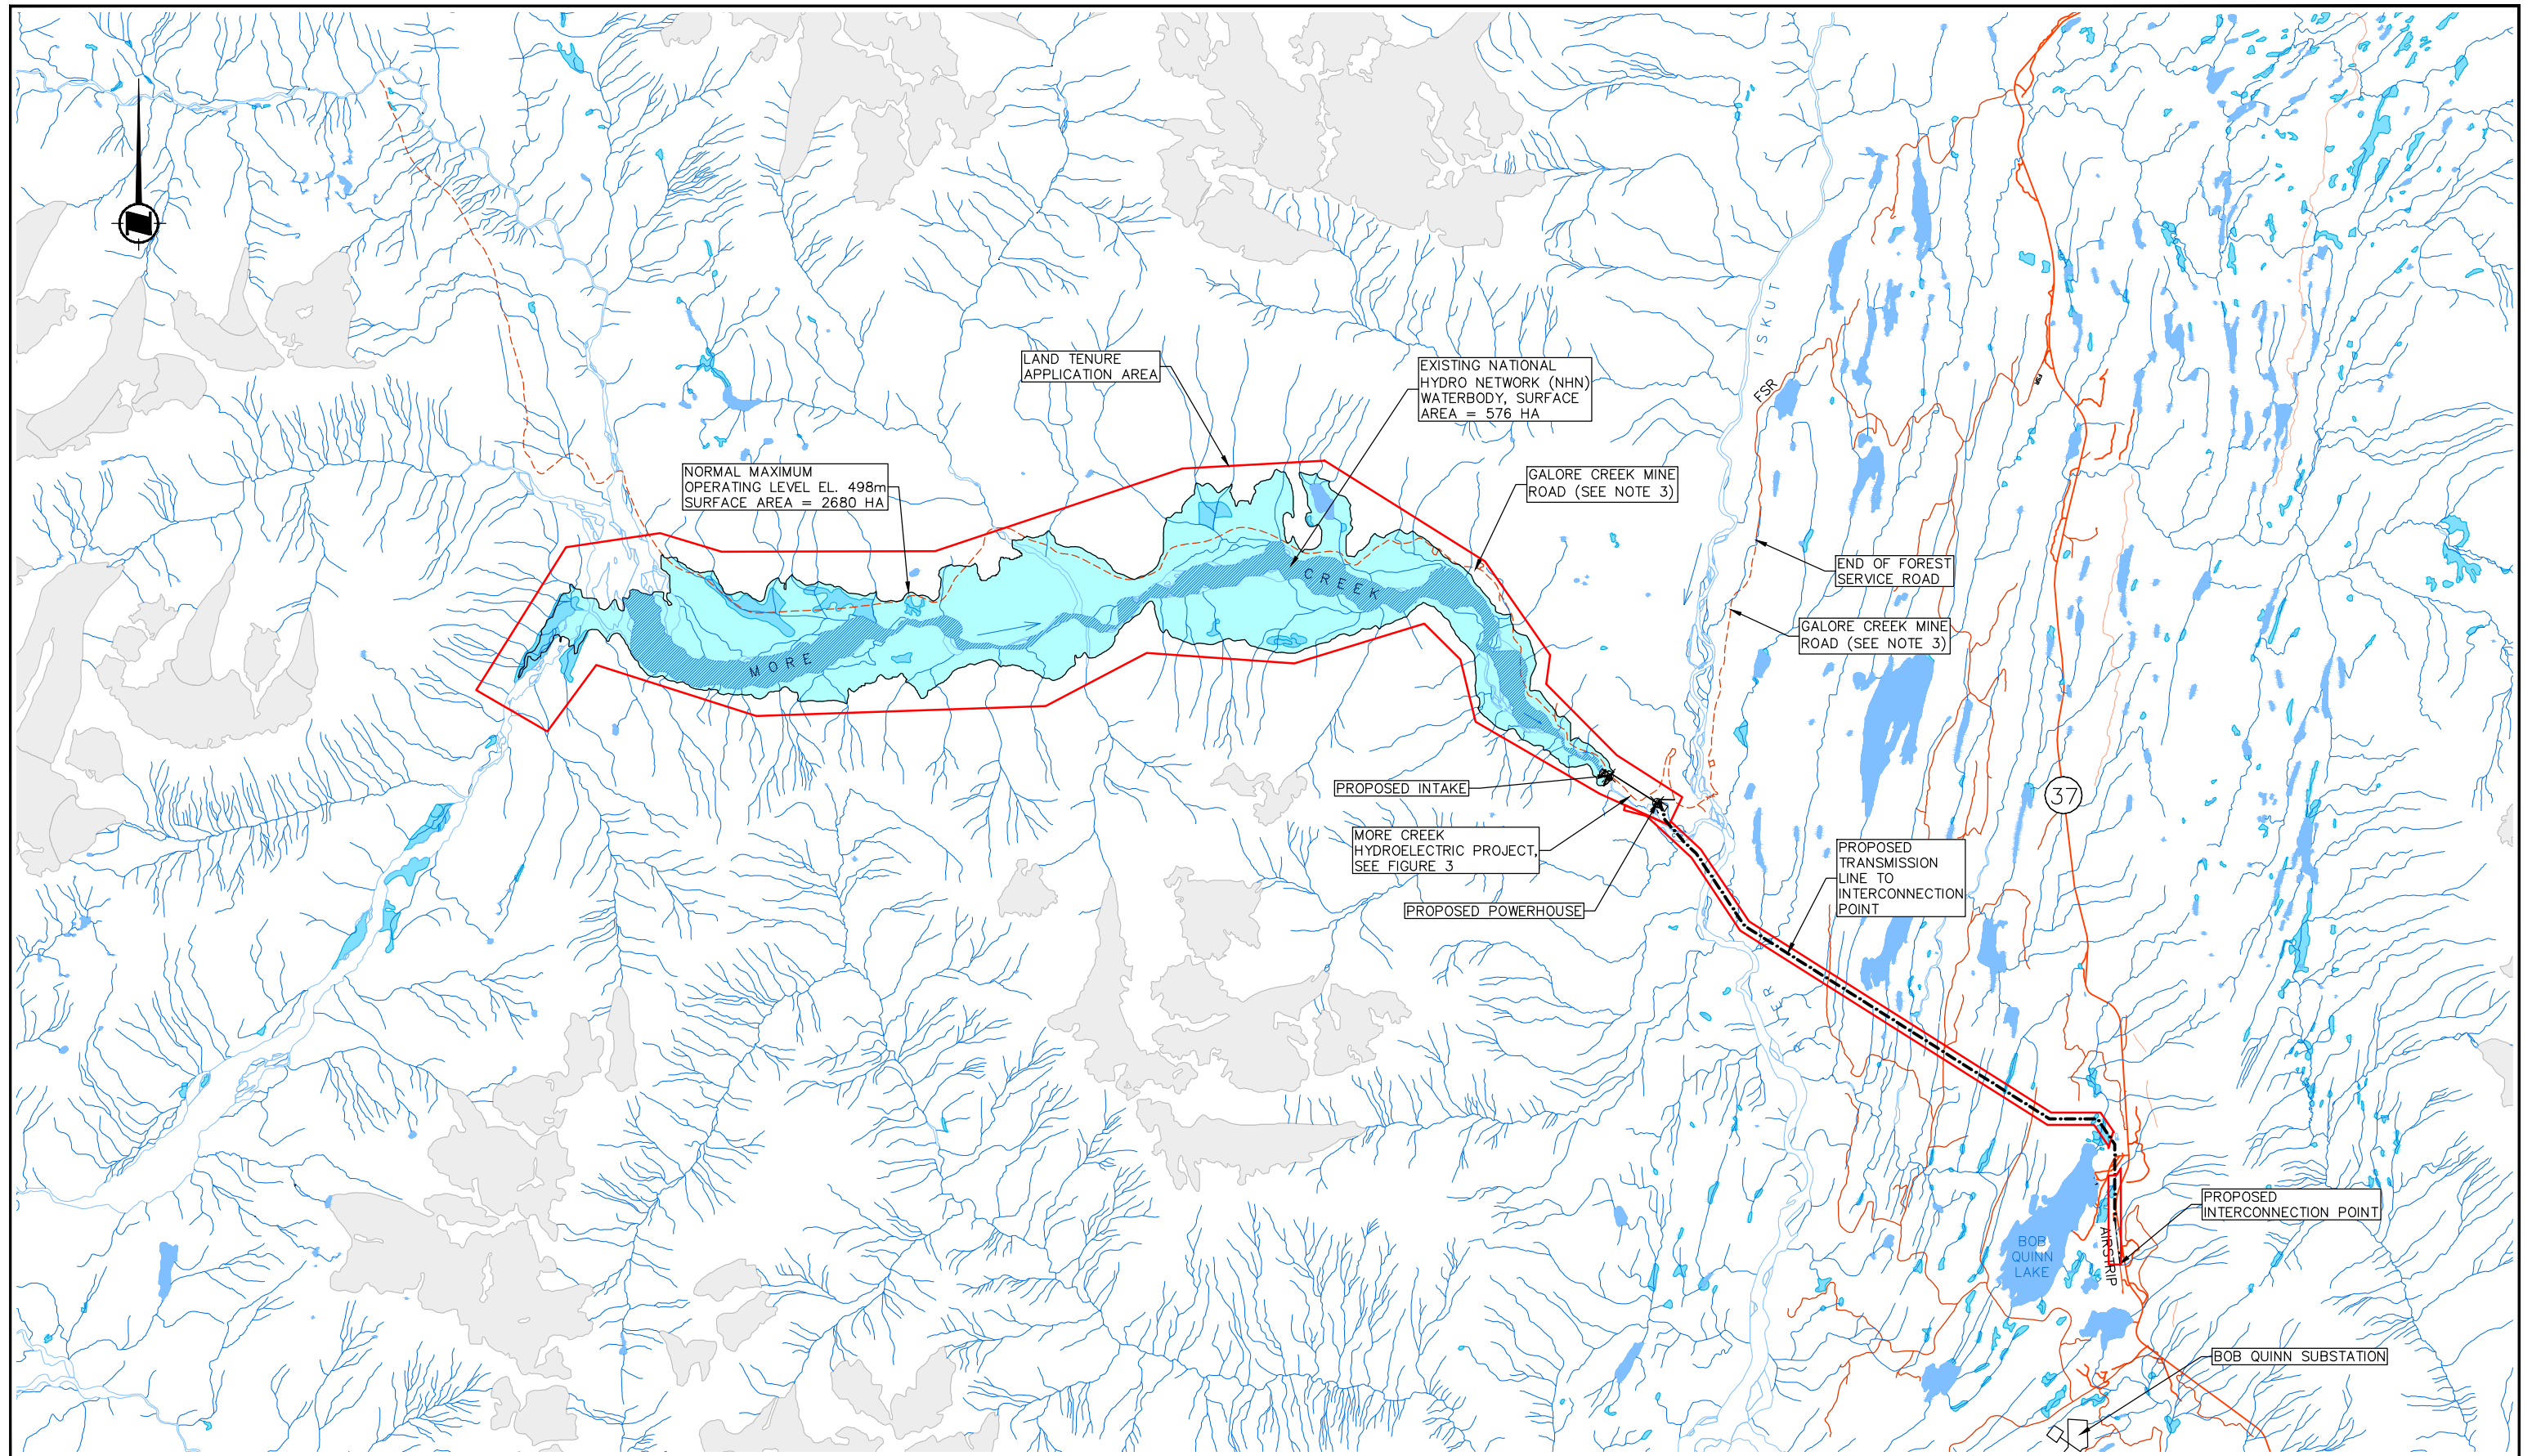 ISKUT
LAND TENURE
APPLICATION AREA
EXISTING NATIONAL
HYDRO NETWORK (NHN)
WATERBODY, SURFACE
AREA = 576 HA
FSR
FSR
NORMAL MAXIMUM
OPERATING LEVEL EL. 498m
SURFACE AREA = 2680 HA
GALORE CREEK MINE
ROAD (SEE NOTE 3)
END OF FOREST
SERVICE ROAD
GALORE CREEK MINE
ROAD (SEE NOTE 3)
MORE CREEK
PROPOSED INTAKE
37
MORE CREEK
HYDROELECTRIC PROJECT,
SEE FIGURE 3
PROPOSED POWERHOUSE
PROPOSED
TRANSMISSION
LINE TO
INTERCONNECTION
POINT
RIVER
PROPOSED
INTERCONNECTION POINT
BOB
QUINN
LAKE
AIRSTRIP
BOB QUINN SUBSTATION